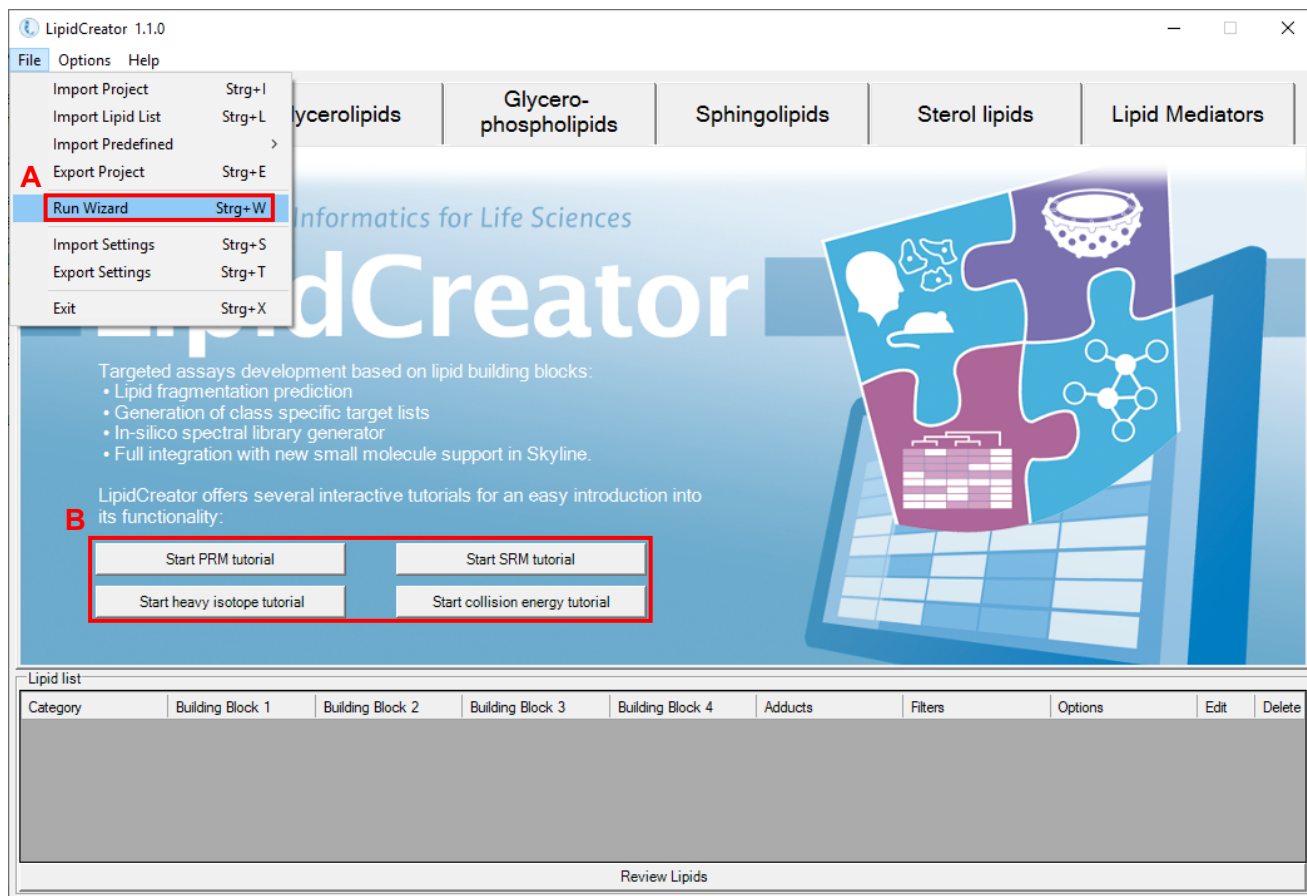 LipidCreator 1.1.0
File Options Help
Import Project Strg+I
Import Lipid List Strg+L
Import Predefined >
Export Project Strg+E
A
Run Wizard Strg+W
Import Settings Strg+S
Export Settings Strg+T
Exit Strg+X
ycerolipids
Glycero-
phospholipids
Sphingolipids
Sterol lipids
Lipid Mediators
Informatics for Life Sciences
LipidCreator
Targeted assays development based on lipid building blocks:
• Lipid fragmentation prediction
• Generation of class specific target lists
• In-silico spectral library generator
• Full integration with new small molecule support in Skyline.
LipidCreator offers several interactive tutorials for an easy introduction into
its functionality:
B
Start PRM tutorial Start SRM tutorial
Start heavy isotope tutorial Start collision energy tutorial
Lipid list
Category Building Block 1 Building Block 2 Building Block 3 Building Block 4 Adducts Filters Options Edit Delete
Review Lipids